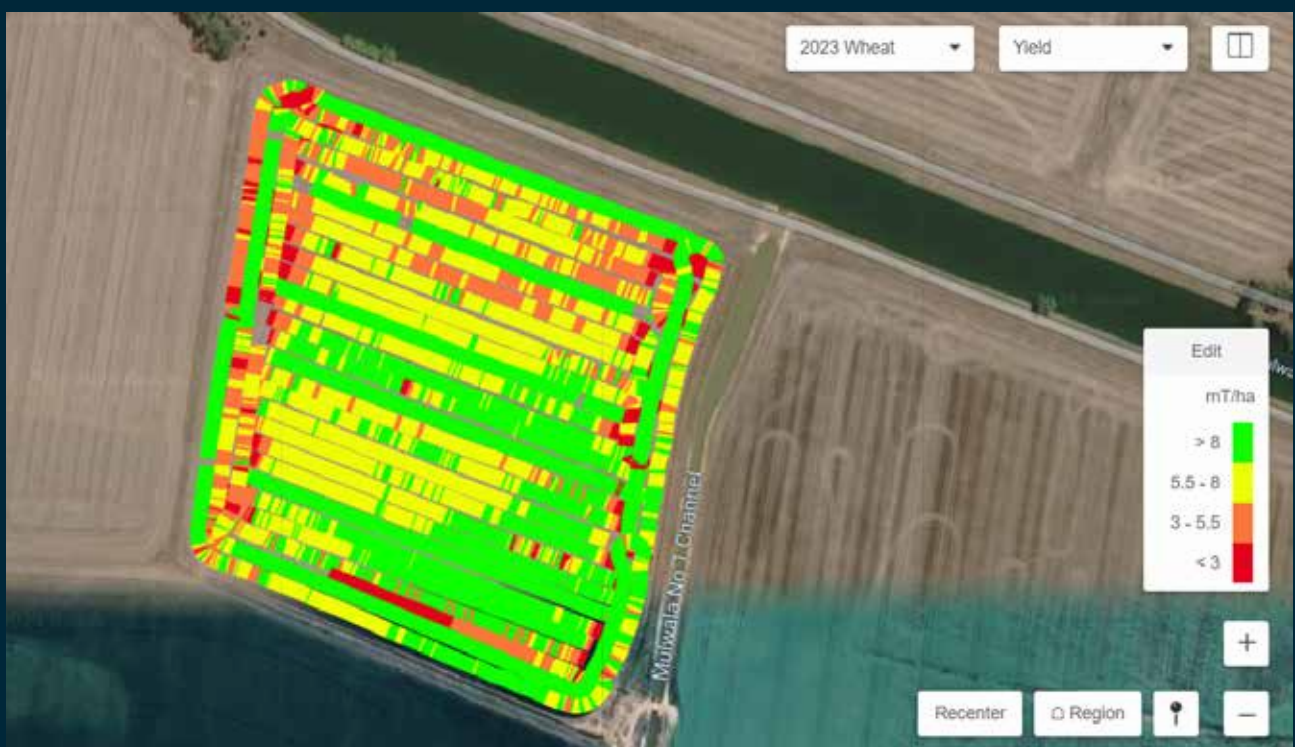 2023 Wheat
Yield
Edit
mT/ha
> 8
5.5 - 8
3 - 5.5
< 3
Mulwala No 1 Channel
Recenter
Region
+
−